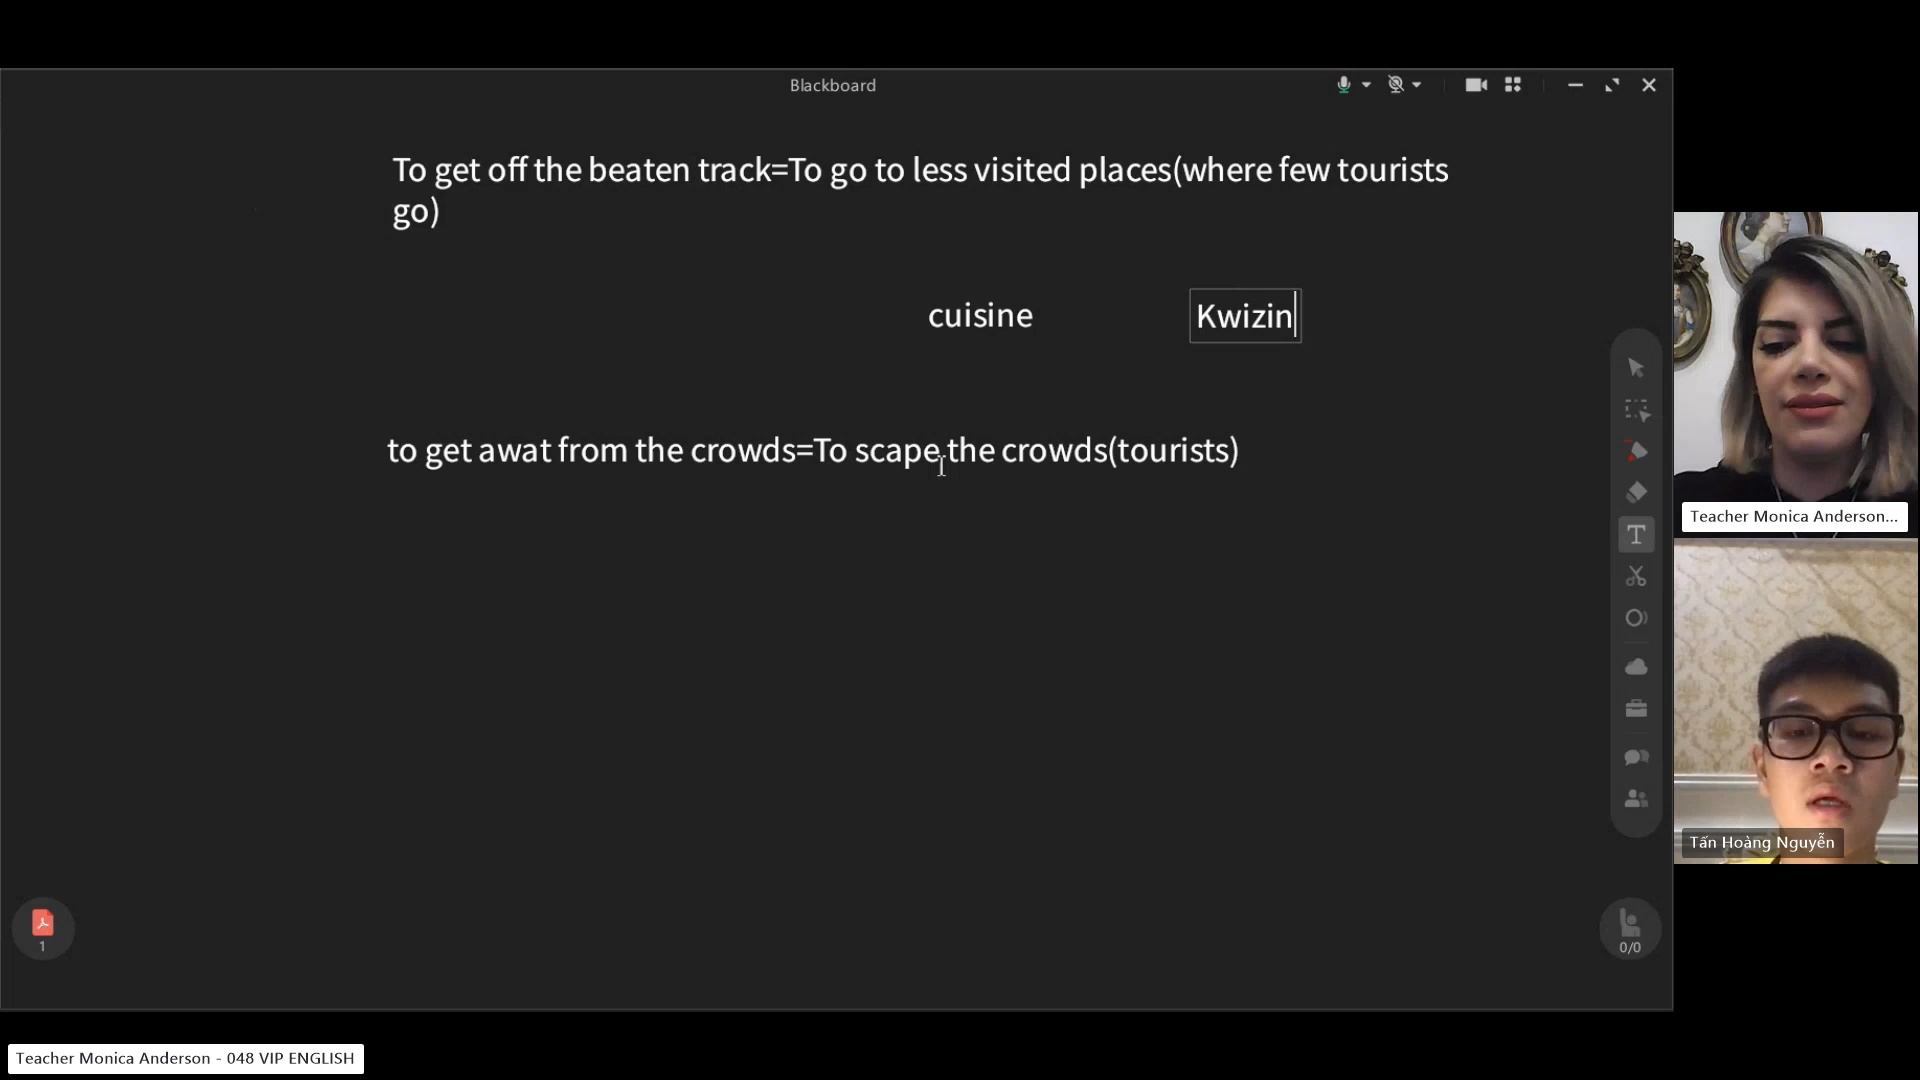 Blackboard
To get off the beaten track=To go to less visited places(where few tourists
go)
cuisine
Kwizin
to get awat from the crowds=To scape the crowds(tourists)
T
Teacher Monica Anderson...
Tấn Hoàng Nguyễn
1
0/0
Teacher Monica Anderson - 048 VIP ENGLISH